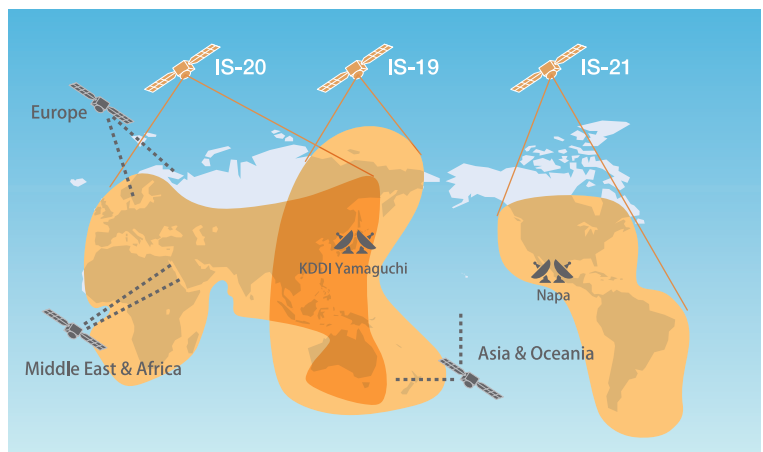 IS-20
IS-19
IS-21
Europe
KDDI Yamaguchi
Napa
Middle East & Africa
Asia & Oceania